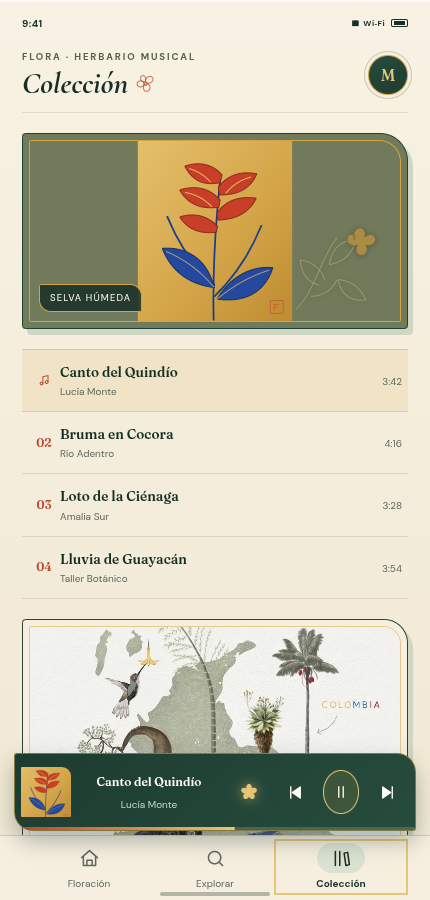 9:41
Wi-Fi
FLORA · HERBARIO MUSICAL
Colección
M
SELVA HÚMEDA
Canto del Quindío
3:42
Lucía Monte
02
Bruma en Cocora
4:16
Río Adentro
03
Loto de la Ciénaga
3:28
Amalia Sur
04
Lluvia de Guayacán
3:54
Taller Botánico
COLOMBIA
Canto del Quindío
Lucía Monte
Floración
Explorar
Colección